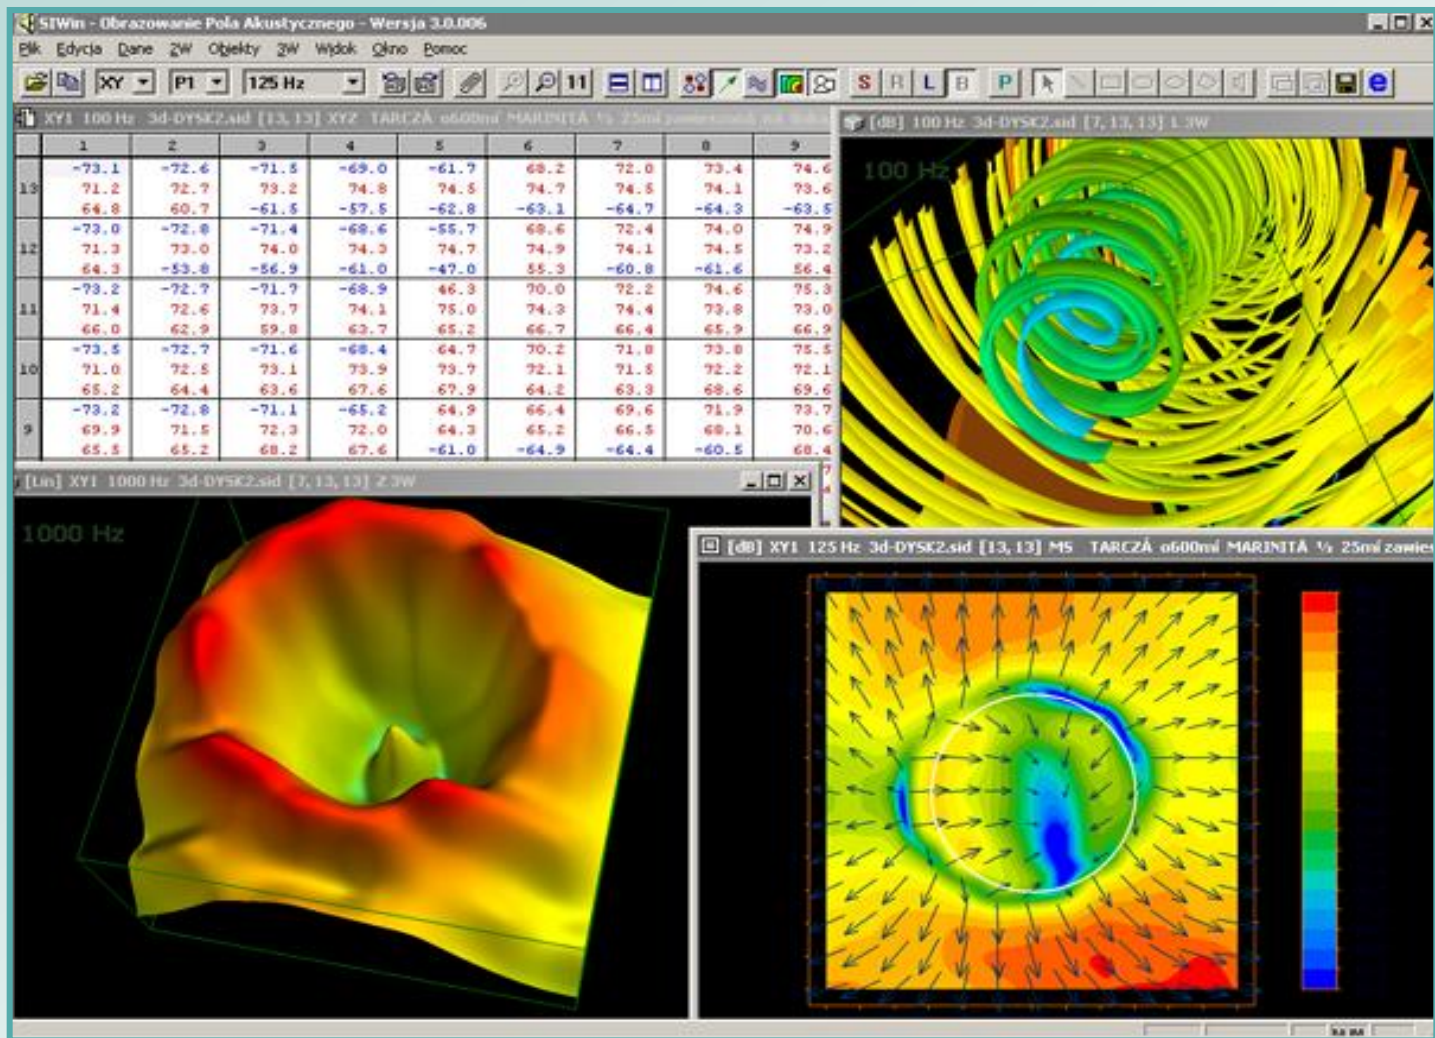 SIWin - Obrazowanie Pola Akustycznego - Wersja 3.0.006
Plik Edycja Dane 2W Objekty 3W Widok Okno Pomoc
XY P1 125 Hz 1:1 S R L B P e
XY1 100 Hz 3d-DYSK2.sid [13, 13] XYZ TARCZÁ o600mí MARINITÁ ½ 25mí zawieszona na
1 2 3 4 5 6 7 8 9
-73.1 -72.6 -71.5 -69.0 -61.7 68.2 72.0 73.4 74.6
13 71.2 72.7 73.2 74.8 74.5 74.7 74.5 74.1 73.6
64.8 60.7 -61.5 -57.5 -62.8 -63.1 -64.7 -64.3 -63.5
-73.0 -72.8 -71.4 -68.6 -55.7 68.6 72.4 74.0 74.9
12 71.3 73.0 74.0 74.3 74.7 74.9 74.1 74.5 73.2
64.3 -53.8 -56.9 -61.0 -47.0 55.3 -60.8 -61.6 56.4
-73.2 -72.7 -71.7 -68.9 46.3 70.0 72.2 74.6 75.3
11 71.4 72.6 73.7 74.1 75.0 74.3 74.4 73.8 73.0
66.0 62.9 59.8 63.7 65.2 66.7 66.4 65.9 66.9
-73.5 -72.7 -71.6 -68.4 64.7 70.2 71.8 73.8 75.5
10 71.0 72.5 73.1 73.9 73.7 72.1 71.5 72.2 72.1
65.2 64.4 63.6 67.6 67.9 64.2 63.3 68.6 69.6
-73.2 -72.8 -71.1 -65.2 64.9 66.4 69.6 71.9 73.7
9 69.9 71.5 72.3 72.0 64.3 65.2 66.5 68.1 70.6
65.5 65.2 68.2 67.6 -61.0 -64.9 -64.4 -60.5 68.4
[dB] 100 Hz 3d-DYSK2.sid [7, 13, 13] L 3W
100 Hz
[Lin] XY1 1000 Hz 3d-DYSK2.sid [7, 13, 13] Z 3W
1000 Hz
[dB] XY1 125 Hz 3d-DYSK2.sid [13, 13] MS TARCZÁ o600mí MARINITÁ ½ 25mí zawies